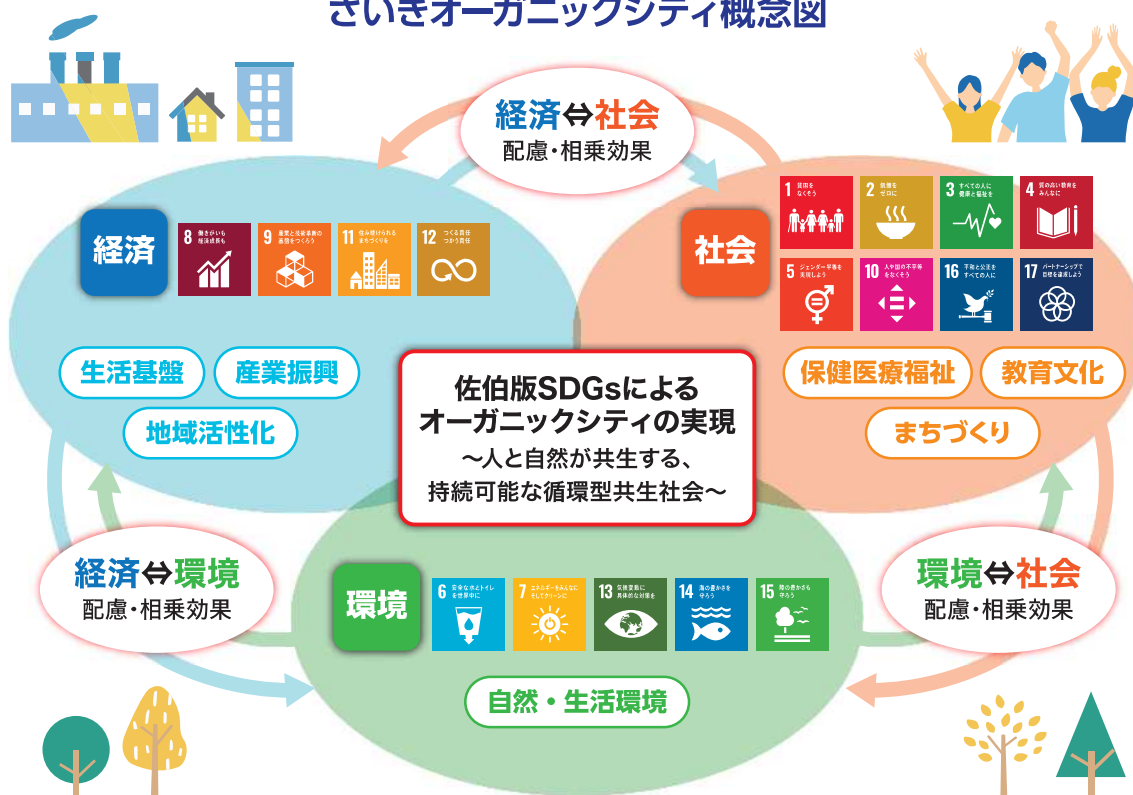 さいきオーガニックシティ概念図
経済⇔社会
配慮・相乗効果
経済
8 働きがいも
経済成長も
9 産業と技術革新の
基盤をつくろう
11 住み続けられる
まちづくりを
12 つくる責任
つかう責任
生活基盤
産業振興
地域活性化
社会
1 貧困を
なくそう
2 飢餓を
ゼロに
3 すべての人に
健康と福祉を
4 質の高い教育を
みんなに
5 ジェンダー平等を
実現しよう
10 人や国の不平等
をなくそう
16 平和と公正を
すべての人に
17 パートナーシップで
目標を達成しよう
保健医療福祉
教育文化
まちづくり
佐伯版SDGsによる
オーガニックシティの実現
～人と自然が共生する、
持続可能な循環型共生社会～
経済⇔環境
配慮・相乗効果
環境⇔社会
配慮・相乗効果
環境
6 安全な水とトイレ
を世界中に
7 エネルギーをみんなに
そしてクリーンに
13 気候変動に
具体的な対策を
14 海の豊かさを
守ろう
15 陸の豊かさも
守ろう
自然・生活環境